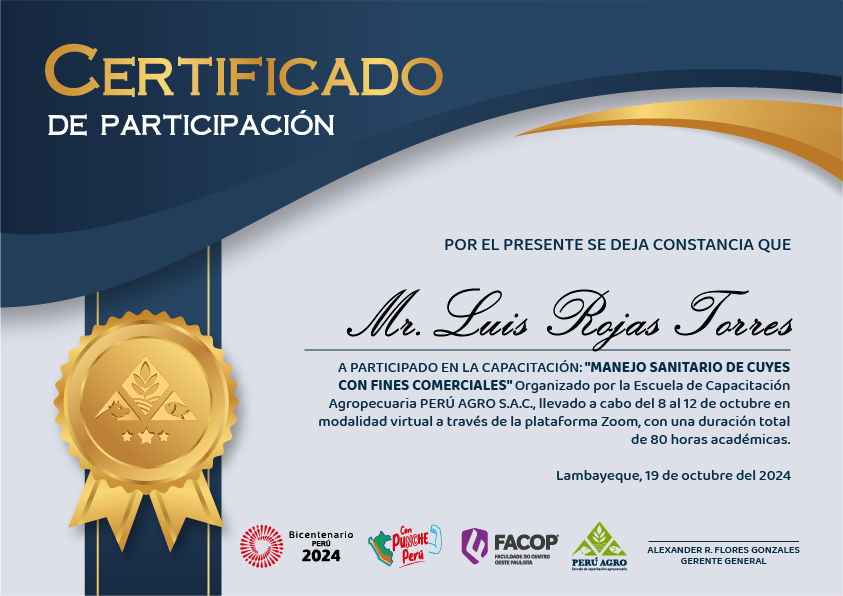 CERTIFICADO
DE PARTICIPACIÓN
POR EL PRESENTE SE DEJA CONSTANCIA QUE
Mr. Luis Rojas Torres
A PARTICIPADO EN LA CAPACITACIÓN: "MANEJO SANITARIO DE CUYES
CON FINES COMERCIALES" Organizado por la Escuela de Capacitación
Agropecuaria PERÚ AGRO S.A.C., llevado a cabo del 8 al 12 de octubre en
modalidad virtual a través de la plataforma Zoom, con una duración total
de 80 horas académicas.
Lambayeque, 19 de octubre del 2024
Bicentenario
PERÚ
2024
Con
PUNCHE
Perú
FACOP
FACULDADE DO CENTRO
OESTE PAULISTA
PERÚ AGRO
Escuela de capacitación agropecuaria
ALEXANDER R. FLORES GONZALES
GERENTE GENERAL